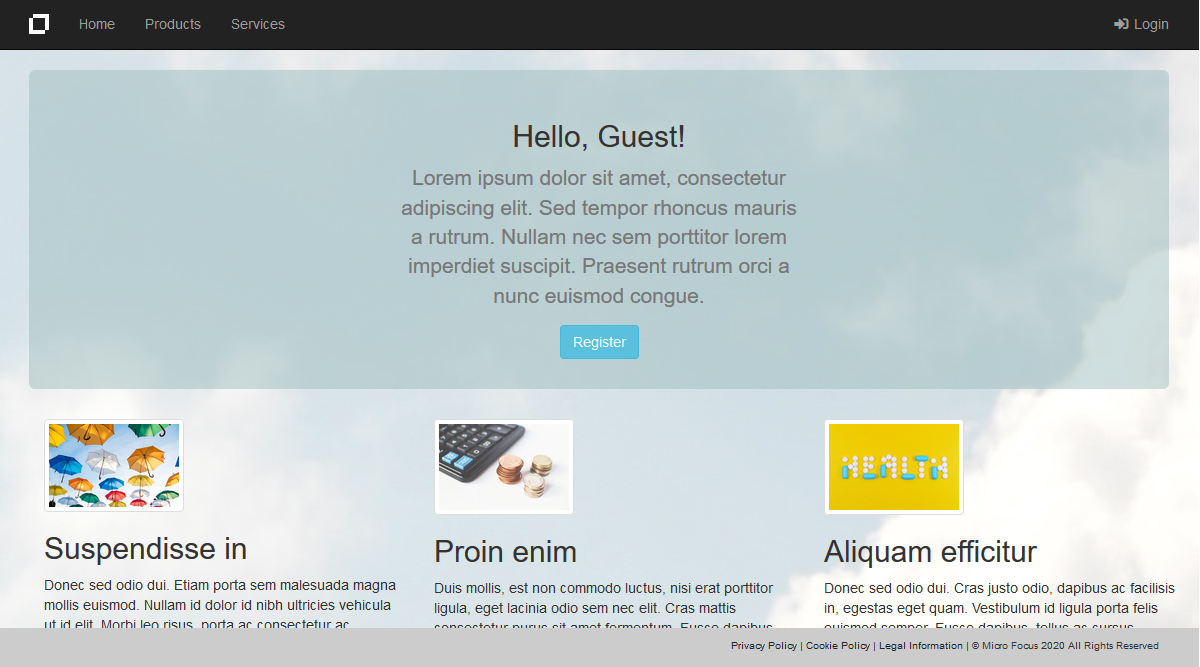 Home Products Services Login
Hello, Guest!
Lorem ipsum dolor sit amet, consectetur
adipiscing elit. Sed tempor rhoncus mauris
a rutrum. Nullam nec sem porttitor lorem
imperdiet suscipit. Praesent rutrum orci a
nunc euismod congue.
Register
HEALTH
Suspendisse in
Donec sed odio dui. Etiam porta sem malesuada magna
mollis euismod. Nullam id dolor id nibh ultricies vehicula
ut id elit. Morbi leo risus, porta ac consectetur ac
Proin enim
Duis mollis, est non commodo luctus, nisi erat porttitor
ligula, eget lacinia odio sem nec elit. Cras mattis
consectetur purus sit amet fermentum. Fusce dapibus
Aliquam efficitur
Donec sed odio dui. Cras justo odio, dapibus ac facilisis
in, egestas eget quam. Vestibulum id ligula porta felis
euismod semper. Fusce dapibus, tellus ac cursus
Privacy Policy | Cookie Policy | Legal Information | © Micro Focus 2020 All Rights Reserved